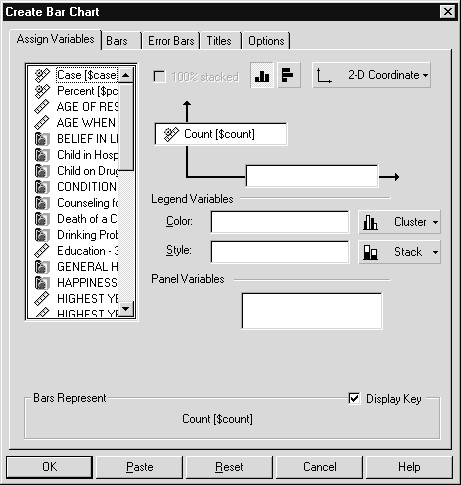 Create Bar Chart
Assign Variables Bars Error Bars Titles Options
Case [$case
Percent [$pc
AGE OF RES
AGE WHEN
BELIEF IN LI
Child in Hosp
Child on Drug
CONDITION
Counseling fo
Death of a C
Drinking Prob
Education - 3
GENERAL H
HAPPINESS
HIGHEST YE
HIGHEST YE
100% stacked
2-D Coordinate
Count [$count]
Legend Variables
Color: Cluster
Style: Stack
Panel Variables
Bars Represent
Display Key
Count [$count]
OK Paste Reset Cancel Help